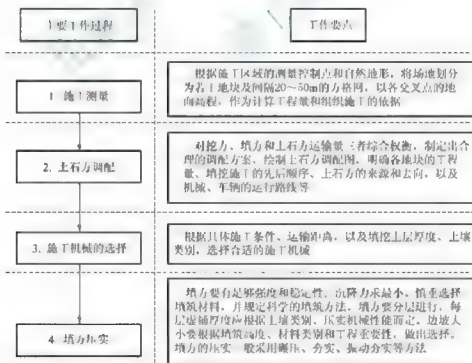 主要工作过程
工作要点
1. 施工测量
根据施工区域的测量控制点和自然地形，将场地划分
为若干地块及间隔20～50m的方格网，以各交叉点的地
面高程，作为计算工程量和组织施工的依据
2. 土石方调配
对挖方、填方和土石方运输量三者综合权衡，制定出合
理的调配方案，绘制土石方调配图，明确各地块的工程
量、填挖施工的先后顺序、土石方的来源和去向，以及
机械、车辆的运行路线等
3. 施工机械的选择
根据具体施工条件、运输距离，以及填挖土层厚度、土壤
类别，选择合适的施工机械
4. 填方压实
填方要有足够强度和稳定性，沉降力求最小，慎重选择
填筑材料，并规定科学的填筑方法。填方要分层进行，每
层虚铺厚度应根据土壤类别、压实机械性能而定，边坡大
小要根据填筑高度、材料类别和工程重要性，做出选择。
填方的压实一般采用碾压、夯实、振动夯实等方法